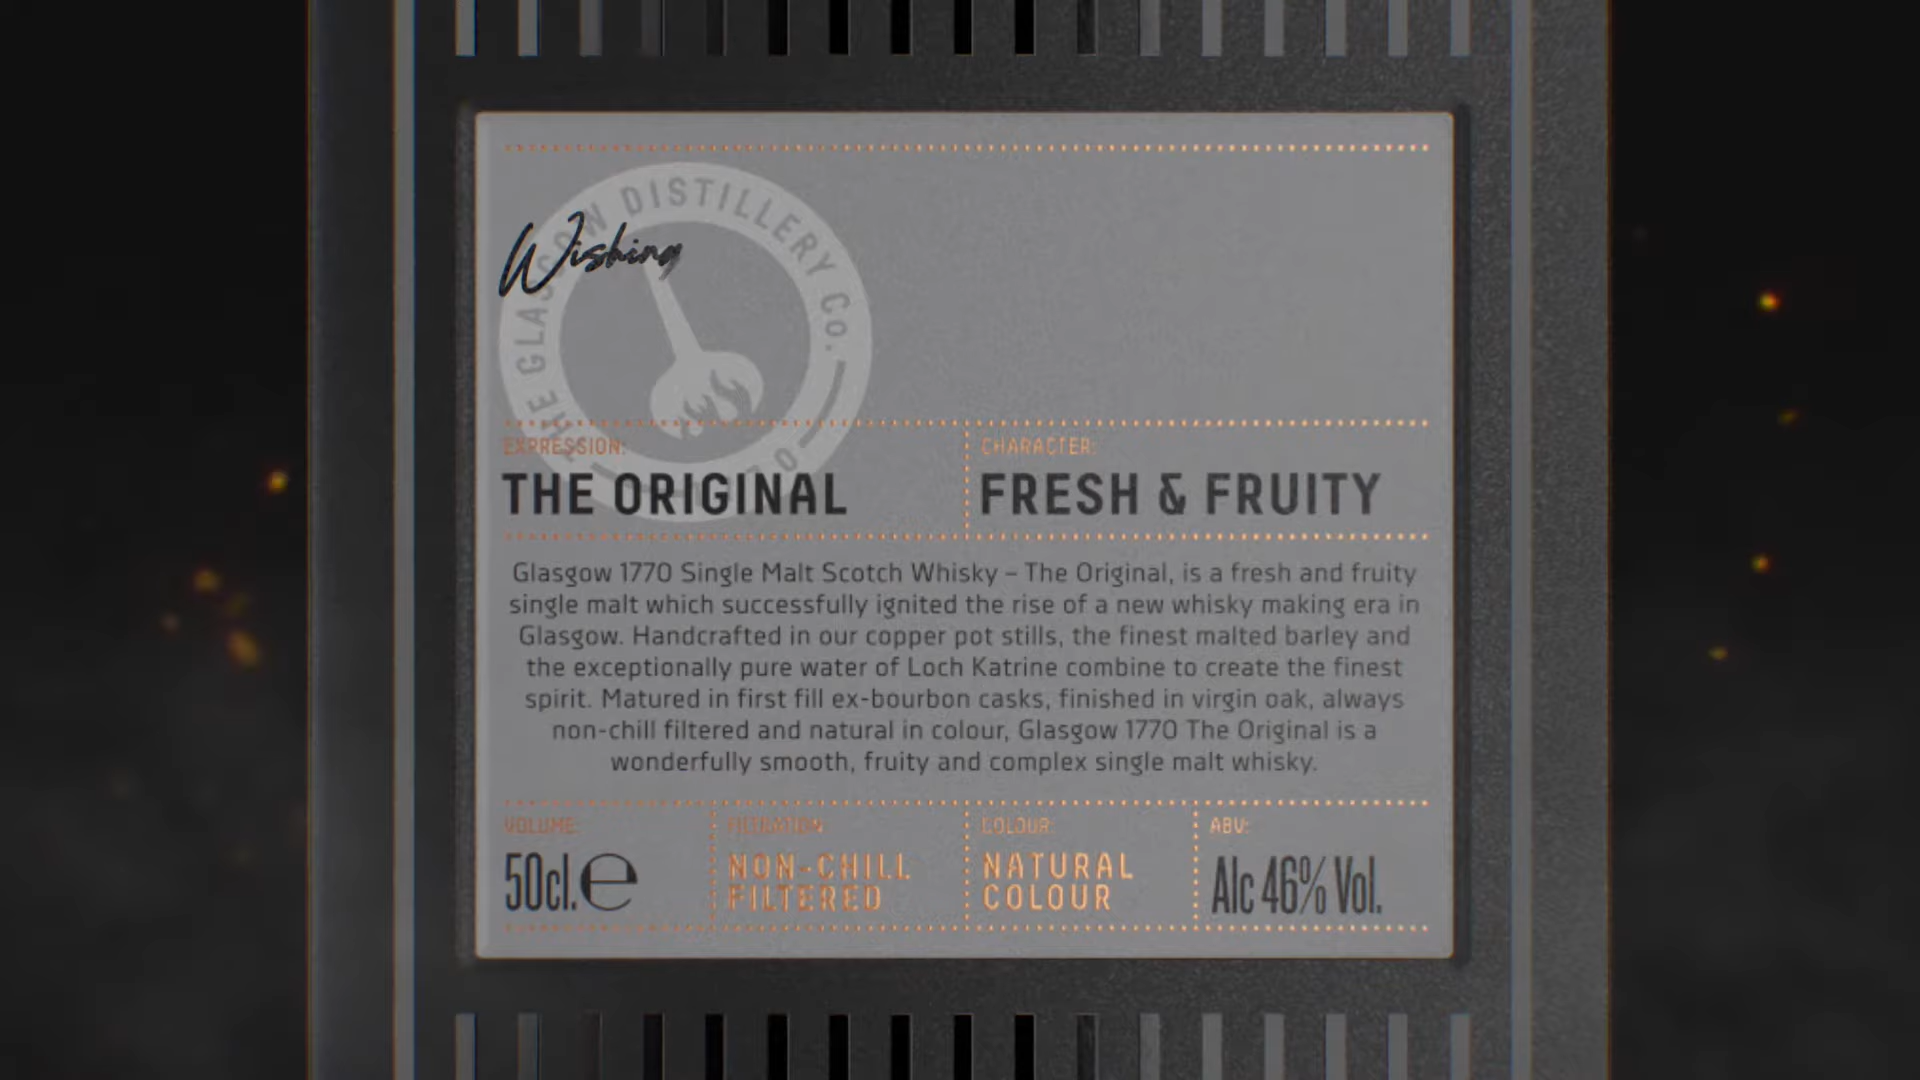 THE GLASGOW DISTILLERY Co.
Wishing
EXPRESSION:
THE ORIGINAL
CHARACTER:
FRESH & FRUITY
Glasgow 1770 Single Malt Scotch Whisky – The Original, is a fresh and fruity
single malt which successfully ignited the rise of a new whisky making era in
Glasgow. Handcrafted in our copper pot stills, the finest malted barley and
the exceptionally pure water of Loch Katrine combine to create the finest
spirit. Matured in first fill ex-bourbon casks, finished in virgin oak, always
non-chill filtered and natural in colour, Glasgow 1770 The Original is a
wonderfully smooth, fruity and complex single malt whisky.
VOLUME:
50cl. ℮
FILTRATION:
NON-CHILL
FILTERED
COLOUR:
NATURAL
COLOUR
ABV:
Alc 46% Vol.